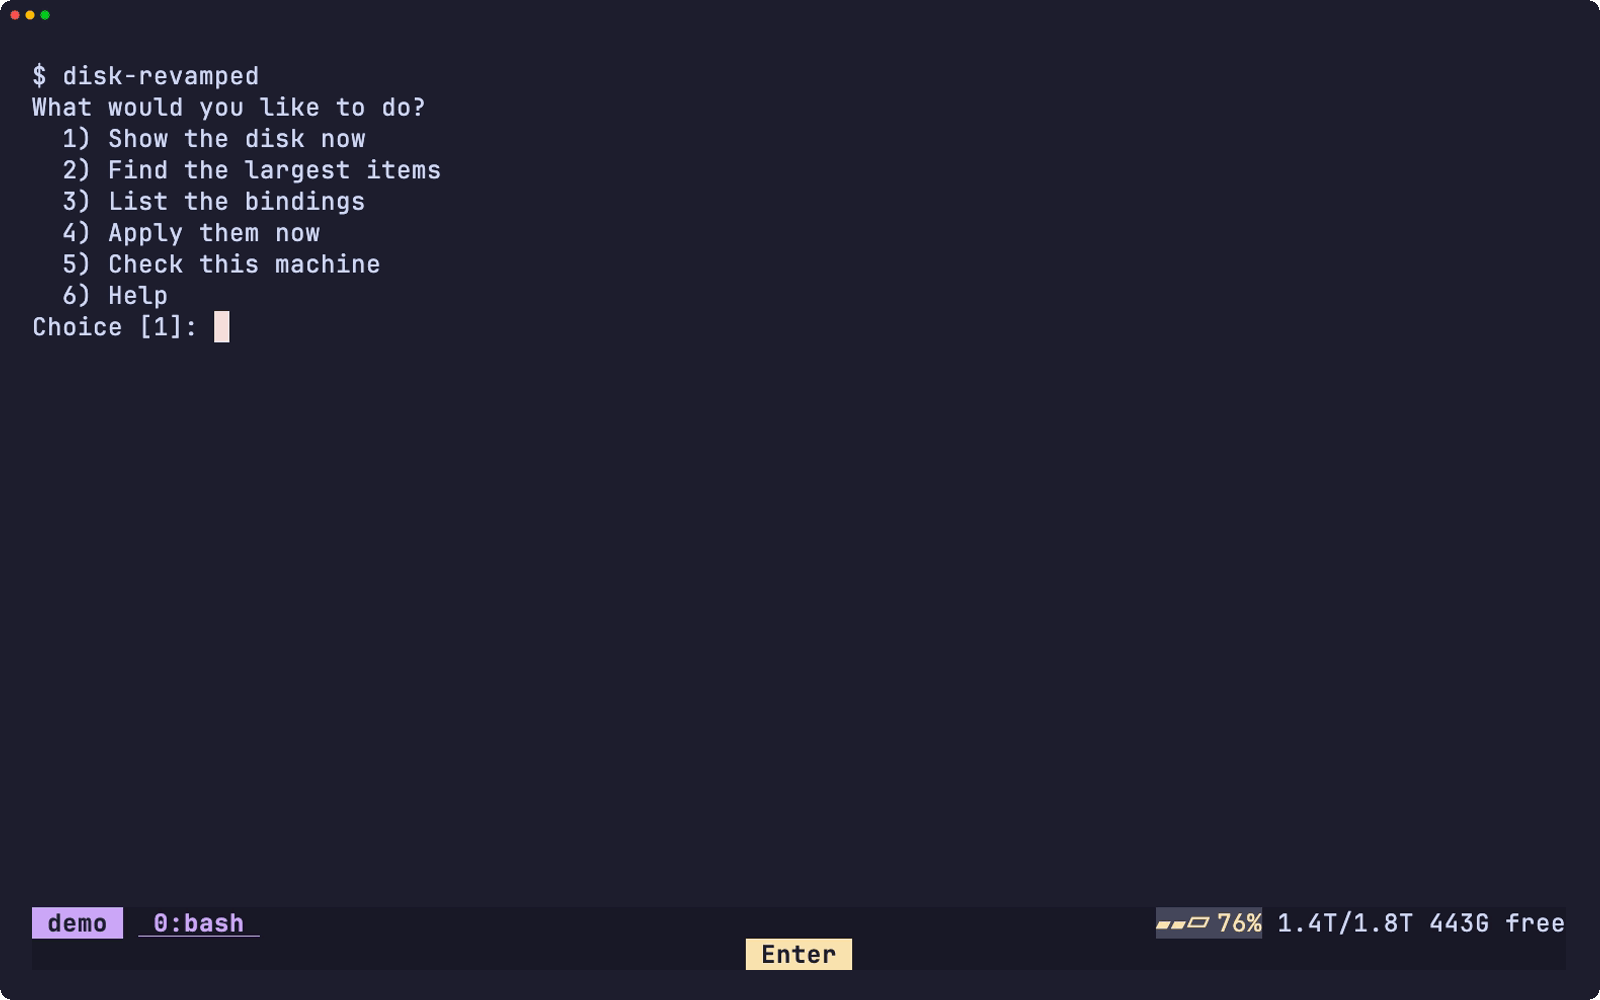 $ disk-revamped
What would you like to do?
1) Show the disk now
2) Find the largest items
3) List the bindings
4) Apply them now
5) Check this machine
6) Help
Choice [1]:
demo 0:bash 76% 1.4T/1.8T 443G free
Enter